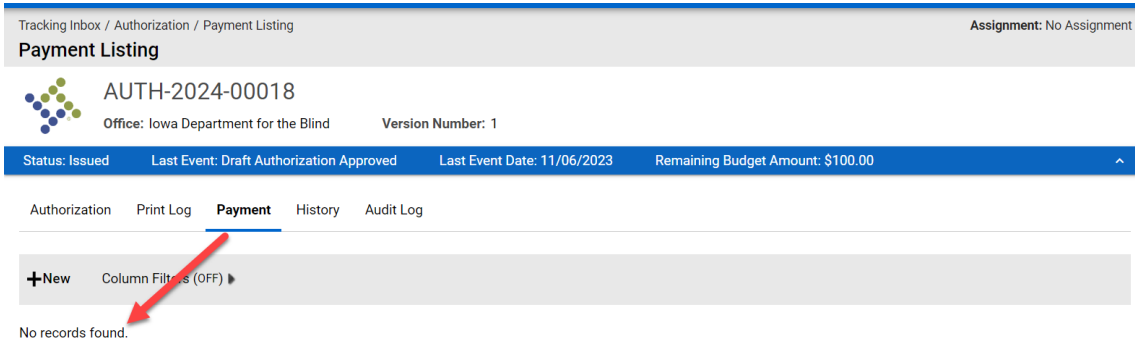 Tracking Inbox / Authorization / Payment Listing
Assignment: No Assignment
Payment Listing
AUTH-2024-00018
Office: Iowa Department for the Blind Version Number: 1
Status: Issued Last Event: Draft Authorization Approved Last Event Date: 11/06/2023 Remaining Budget Amount: $100.00
Authorization Print Log Payment History Audit Log
+New Column Filters (OFF)
No records found.